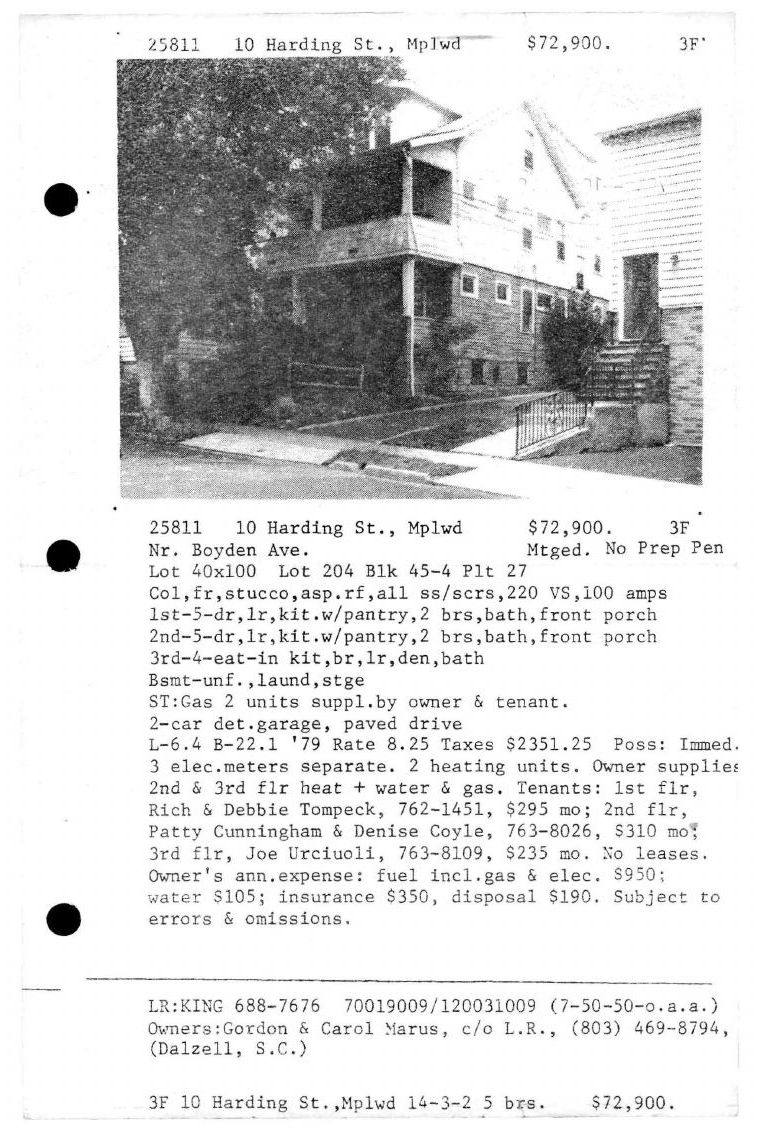 25811 10 Harding St., Mplwd $72,900. 3F
25811 10 Harding St., Mplwd $72,900. 3F
Nr. Boyden Ave. Mtged. No Prep Pen
Lot 40x100 Lot 204 Blk 45-4 Plt 27
Col,fr,stucco,asp.rf,all ss/scrs,220 VS,100 amps
1st-5-dr,lr,kit.w/pantry,2 brs,bath,front porch
2nd-5-dr,lr,kit.w/pantry,2 brs,bath,front porch
3rd-4-eat-in kit,br,lr,den,bath
Bsmt-unf.,laund,stge
ST:Gas 2 units suppl.by owner & tenant.
2-car det.garage, paved drive
L-6.4 B-22.1 '79 Rate 8.25 Taxes $2351.25 Poss: Immed.
3 elec.meters separate. 2 heating units. Owner supplies
2nd & 3rd flr heat + water & gas. Tenants: 1st flr,
Rich & Debbie Tompeck, 762-1451, $295 mo; 2nd flr,
Patty Cunningham & Denise Coyle, 763-8026, $310 mo;
3rd flr, Joe Urciuoli, 763-8109, $235 mo. No leases.
Owner's ann.expense: fuel incl.gas & elec. $950;
water $105; insurance $350, disposal $190. Subject to
errors & omissions.
LR:KING 688-7676 70019009/120031009 (7-50-50-o.a.a.)
Owners:Gordon & Carol Marus, c/o L.R., (803) 469-8794,
(Dalzell, S.C.)
3F 10 Harding St.,Mplwd 14-3-2 5 brs. $72,900.